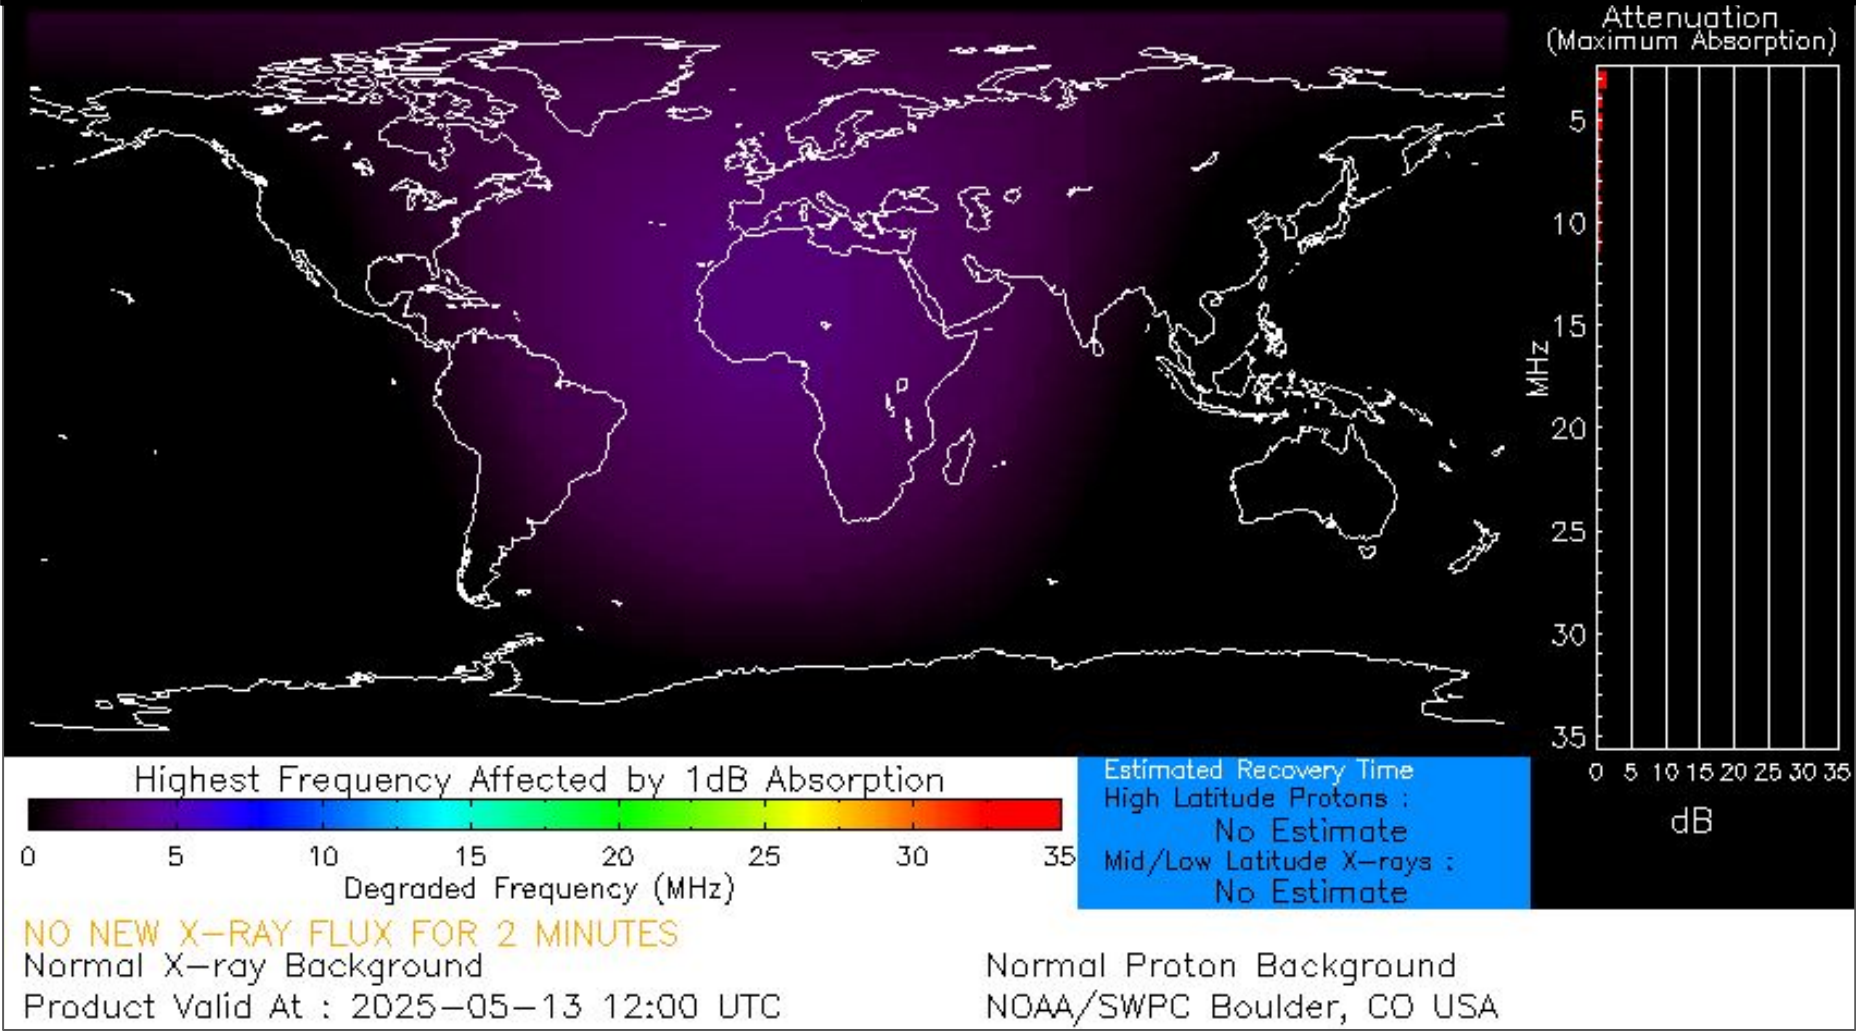 Attenuation
(Maximum Absorption)
5
10
15
20
25
30
35
MHz
0 5 10 15 20 25 30 35
dB
Highest Frequency Affected by 1dB Absorption
0 5 10 15 20 25 30 35
Degraded Frequency (MHz)
Estimated Recovery Time
High Latitude Protons :
No Estimate
Mid/Low Latitude X-rays :
No Estimate
NO NEW X-RAY FLUX FOR 2 MINUTES
Normal X-ray Background
Normal Proton Background
Product Valid At : 2025-05-13 12:00 UTC
NOAA/SWPC Boulder, CO USA